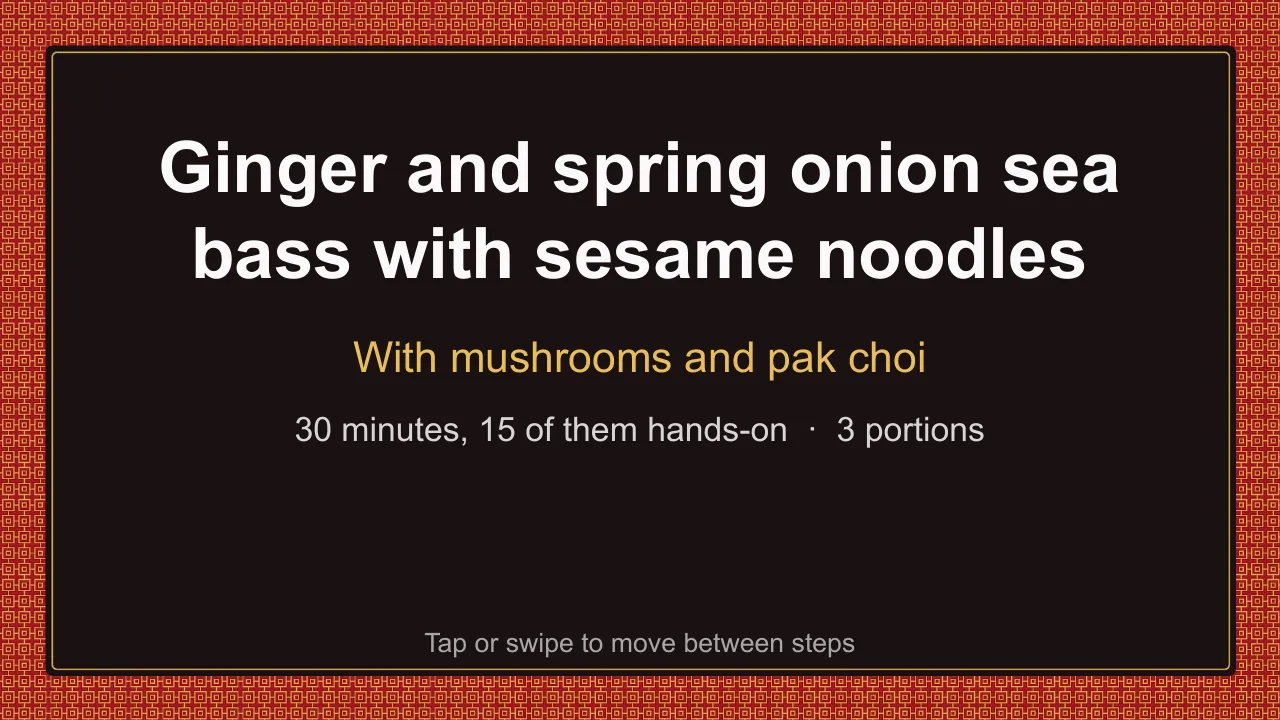 Ginger and spring onion sea
bass with sesame noodles
With mushrooms and pak choi
30 minutes, 15 of them hands-on · 3 portions
Tap or swipe to move between steps